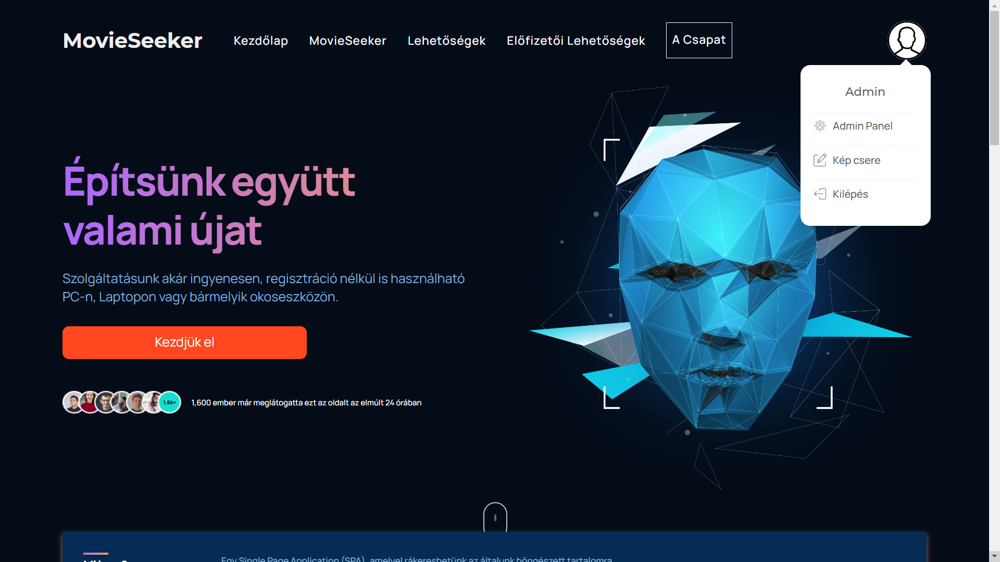 MovieSeeker
Kezdőlap
MovieSeeker
Lehetőségek
Előfizetői Lehetőségek
A Csapat
Admin
Admin Panel
Kép csere
Kilépés
Építsünk együtt
valami újat
Szolgáltatásunk akár ingyenesen, regisztráció nélkül is használható
PC-n, Laptopon vagy bármelyik okoseszközön.
Kezdjük el
1.6k+
1,600 ember már meglátogatta ezt az oldalt az elmúlt 24 órában
Egy Single Page Application (SPA), amelyel rákereshetünk az általunk böngészett tartalomra